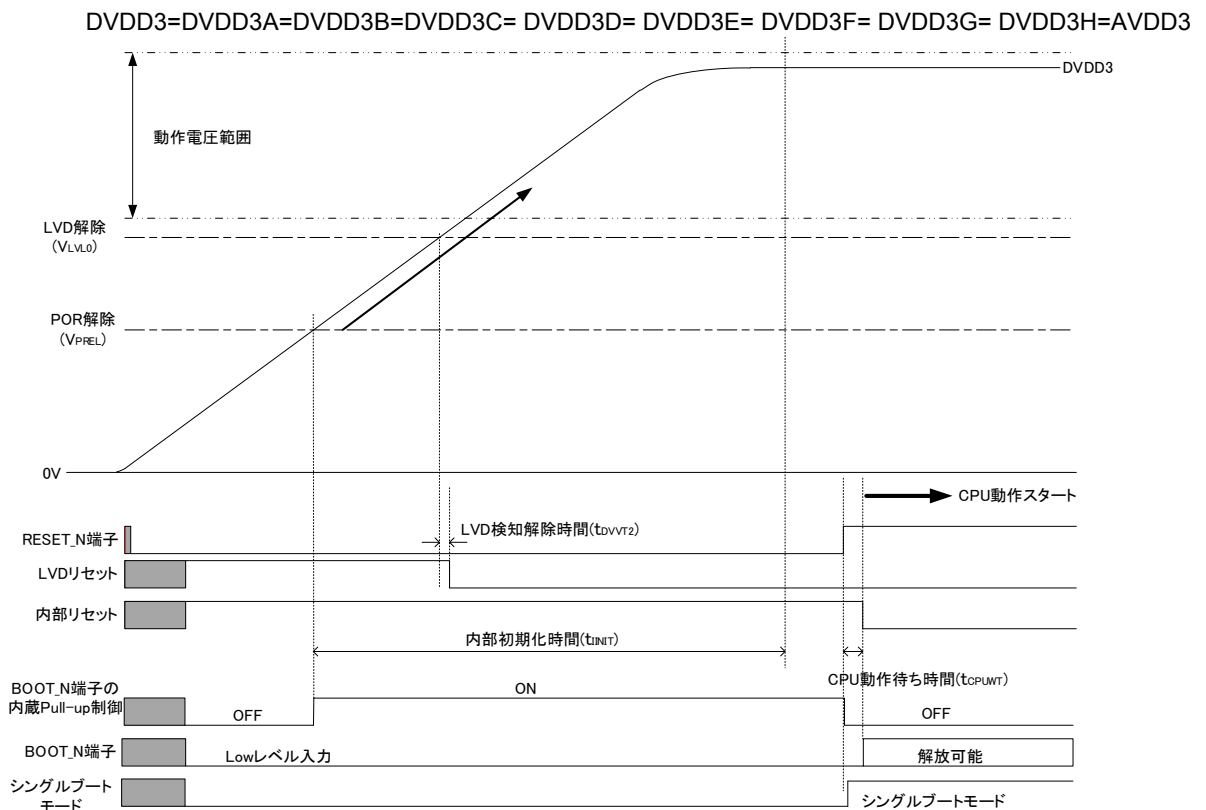 DVDD3=DVDD3A=DVDD3B=DVDD3C= DVDD3D= DVDD3E= DVDD3F= DVDD3G= DVDD3H=AVDD3
DVDD3
動作電圧範囲
LVD解除
(VLVL0)
POR解除
(VPREL)
0V
CPU動作スタート
RESET_N端子
LVD検知解除時間(tDVVT2)
LVDリセット
内部リセット
内部初期化時間(tIINIT)
CPU動作待ち時間(tCPUWT)
BOOT_N端子の
内蔵Pull-up制御
OFF
ON
OFF
BOOT_N端子
Lowレベル入力
解放可能
シングルブート
モード
シングルブートモード